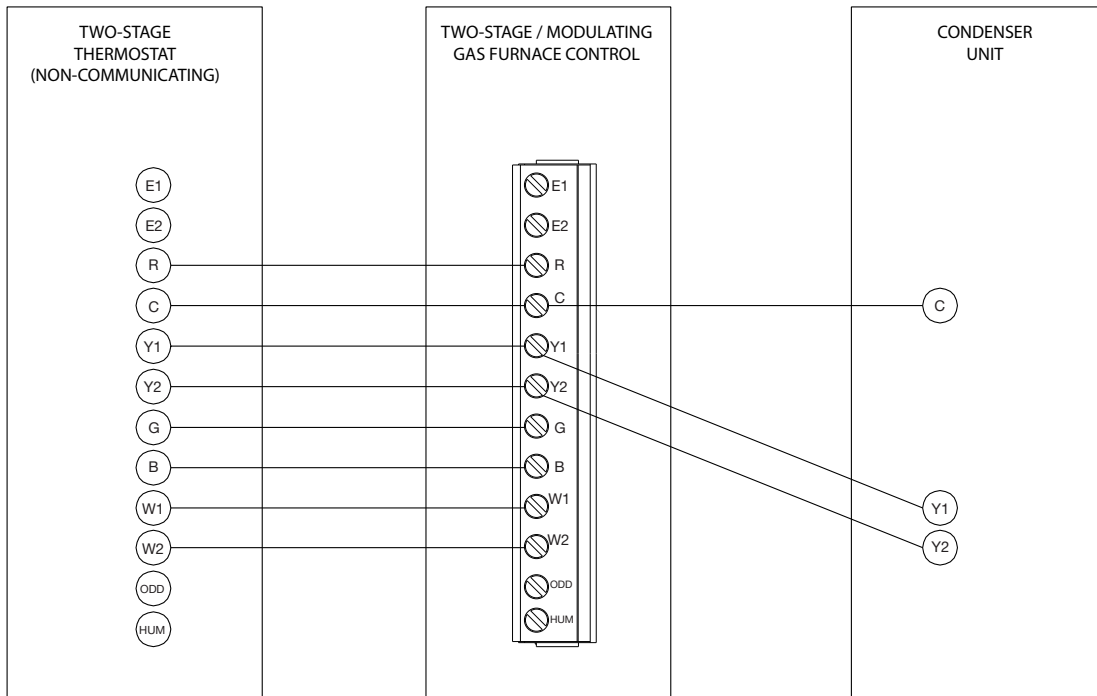 TWO-STAGE
THERMOSTAT
(NON-COMMUNICATING)
E1
E2
R
C
Y1
Y2
G
B
W1
W2
ODD
HUM
TWO-STAGE / MODULATING
GAS FURNACE CONTROL
E1
E2
R
C
Y1
Y2
G
B
W1
W2
ODD
HUM
CONDENSER
UNIT
C
Y1
Y2